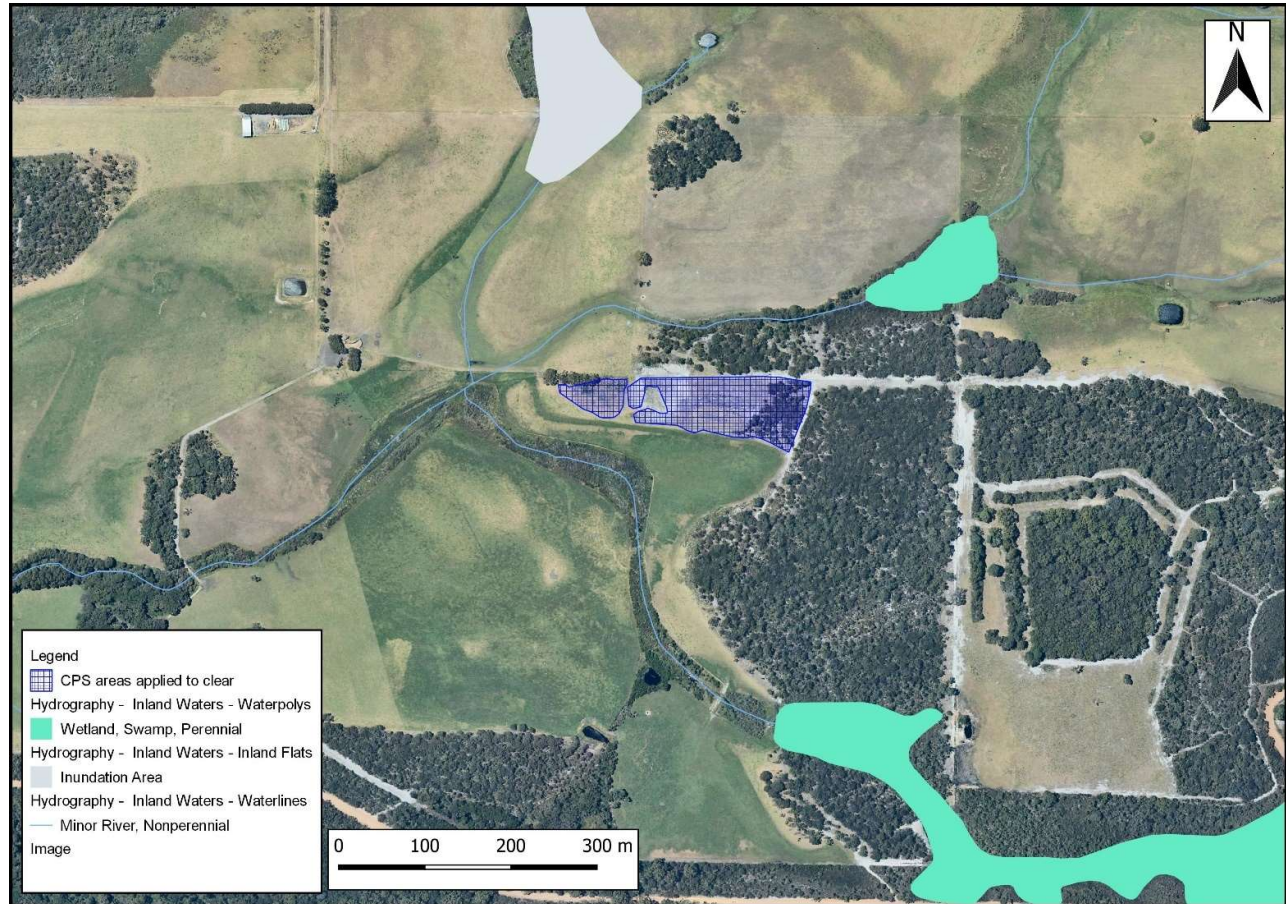 N
Legend
CPS areas applied to clear
Hydrography - Inland Waters - Waterpolys
Wetland, Swamp, Perennial
Hydrography - Inland Waters - Inland Flats
Inundation Area
Hydrography - Inland Waters - Waterlines
Minor River, Nonperennial
Image
0 100 200 300 m